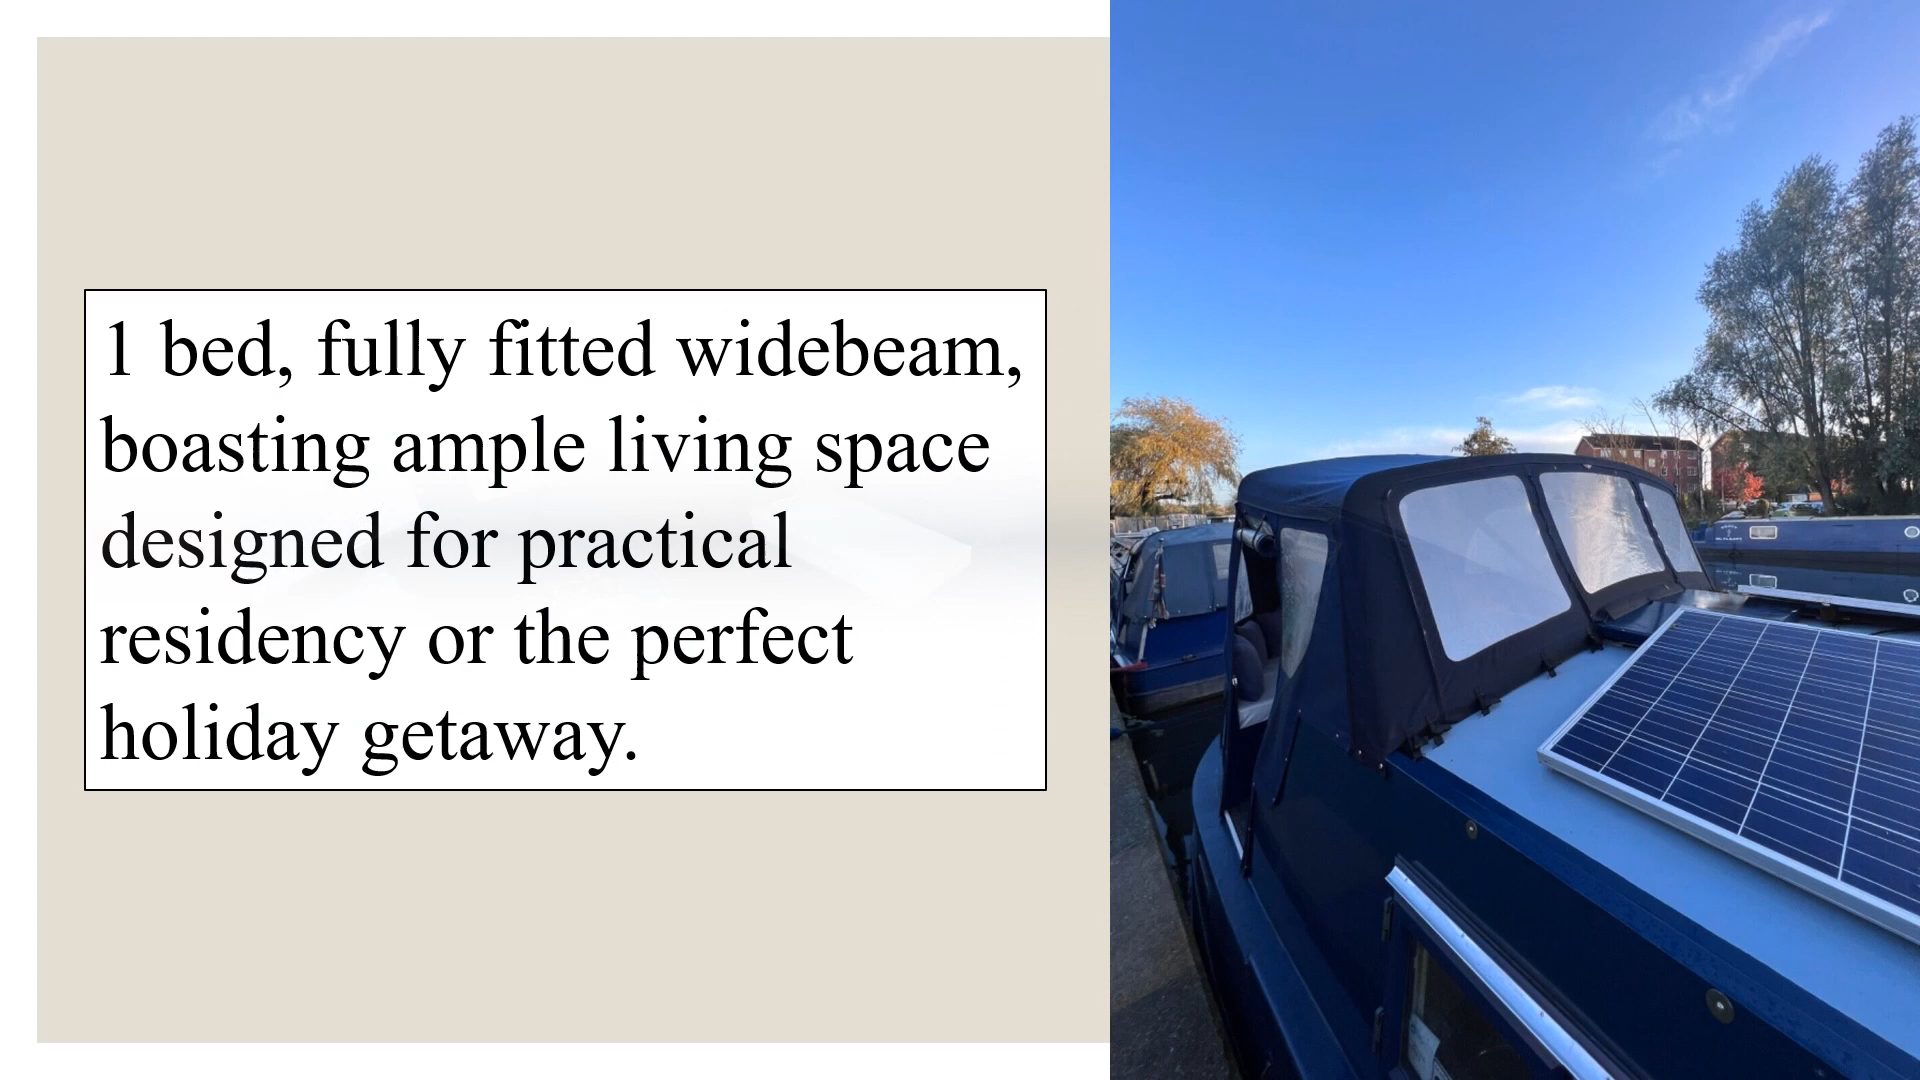 1 bed, fully fitted widebeam,
boasting ample living space
designed for practical
residency or the perfect
holiday getaway.